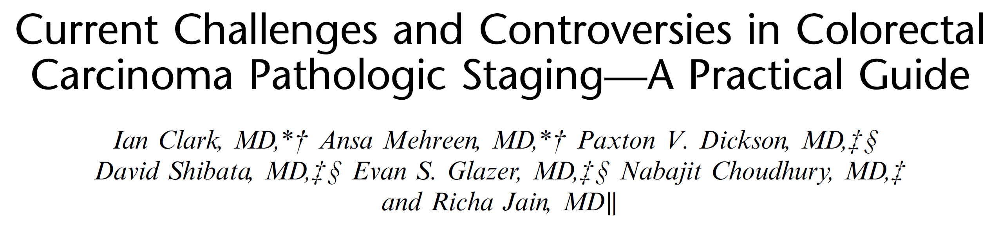 Current Challenges and Controversies in Colorectal
Carcinoma Pathologic Staging—A Practical Guide
Ian Clark, MD,*† Ansa Mehreen, MD,*† Paxton V. Dickson, MD,‡§
David Shibata, MD,‡§ Evan S. Glazer, MD,‡§ Nabajit Choudhury, MD,‡
and Richa Jain, MD∥